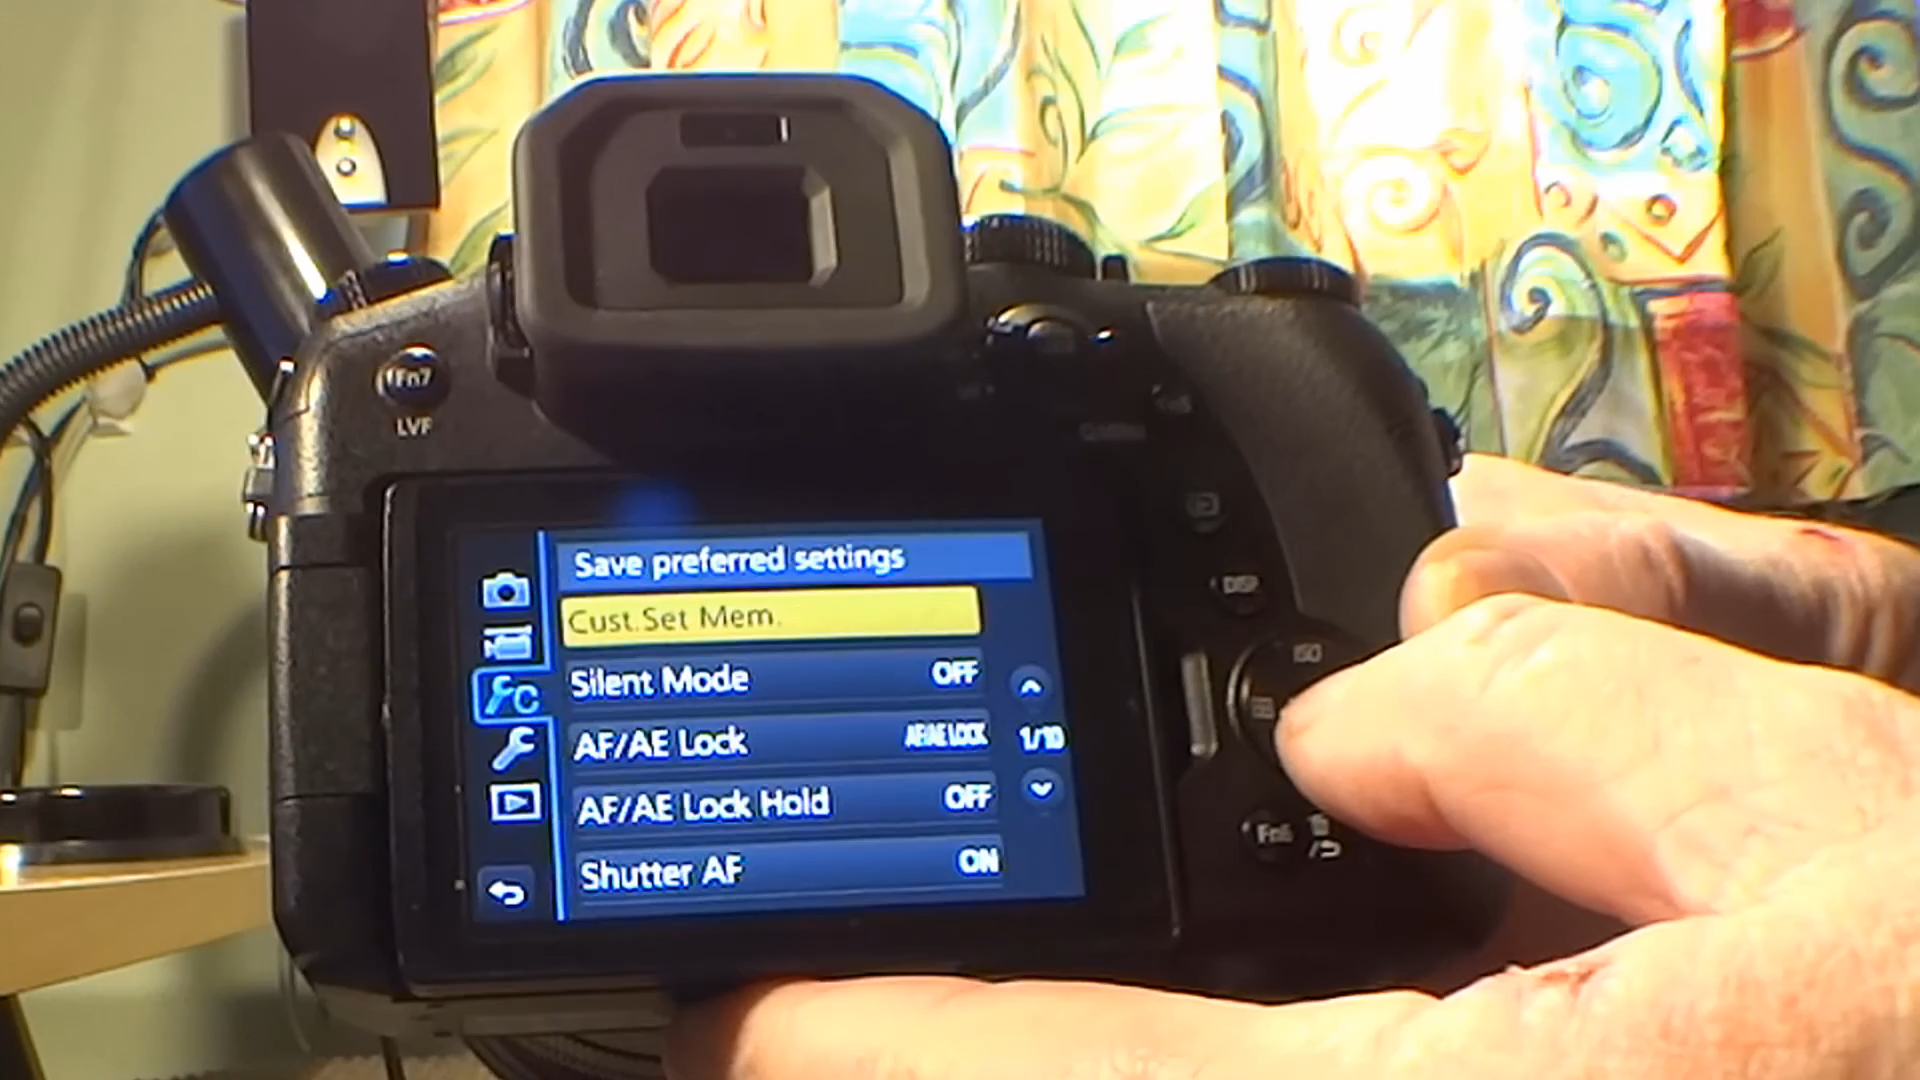 Fn7
LVF
Save preferred settings
Cust.Set Mem.
Silent Mode OFF
AF/AE Lock AF/AE LOCK
1/10
AF/AE Lock Hold OFF
Shutter AF ON
DISP.
ISO
Fn6